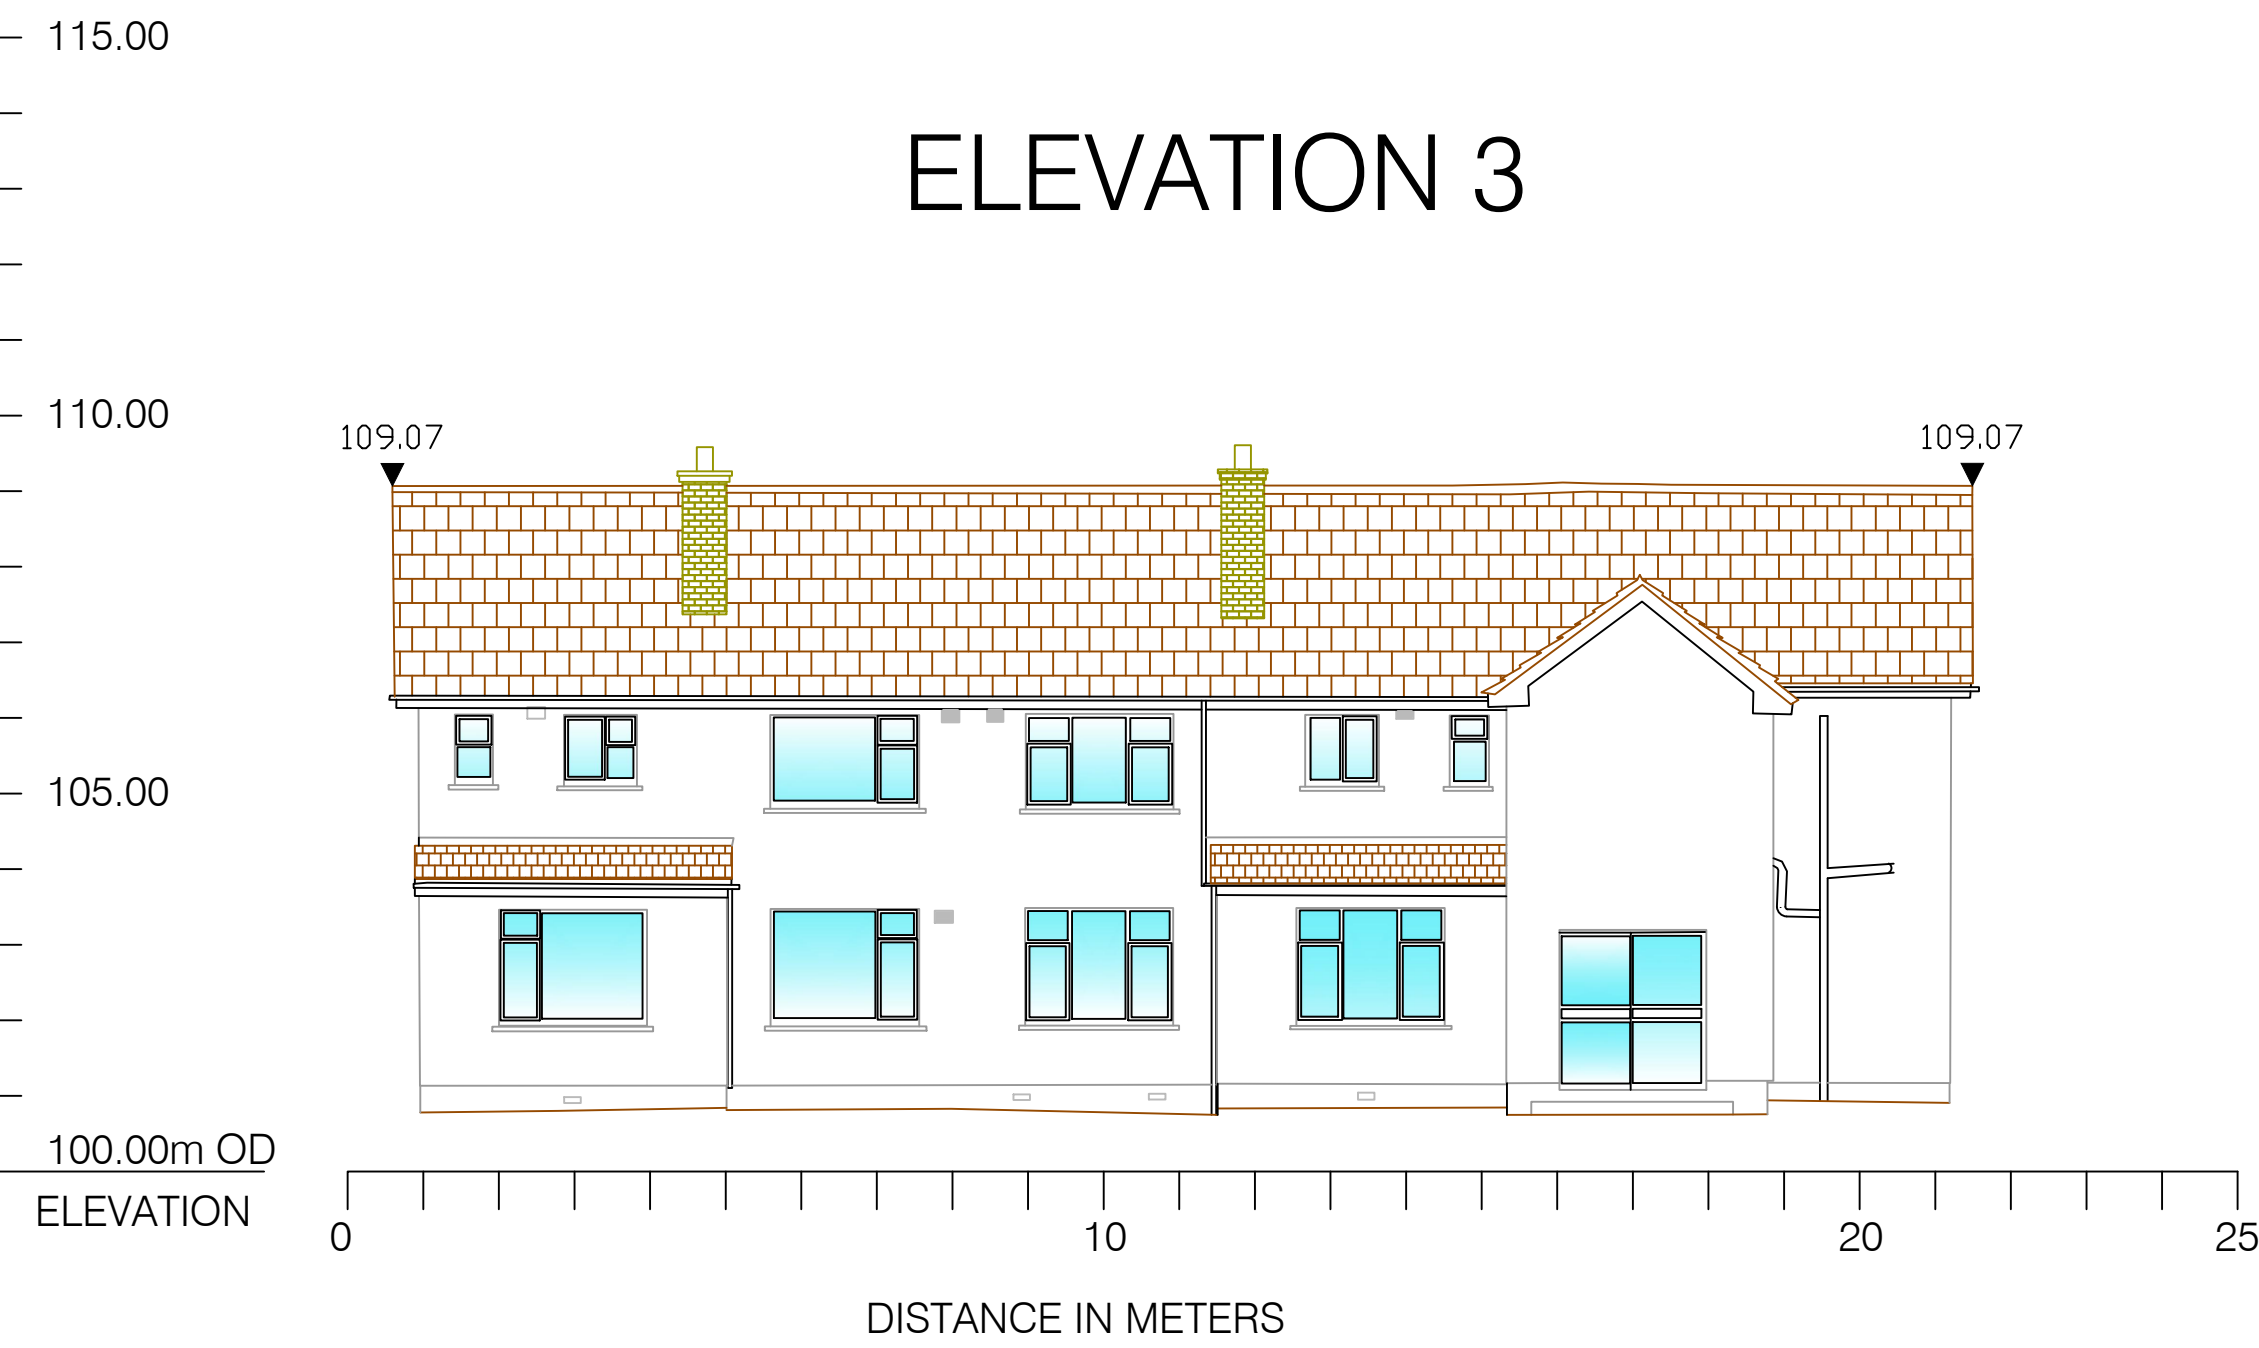 115.00
ELEVATION 3
110.00
109.07
109.07
105.00
100.00m OD
ELEVATION
0
10
20
25
DISTANCE IN METERS